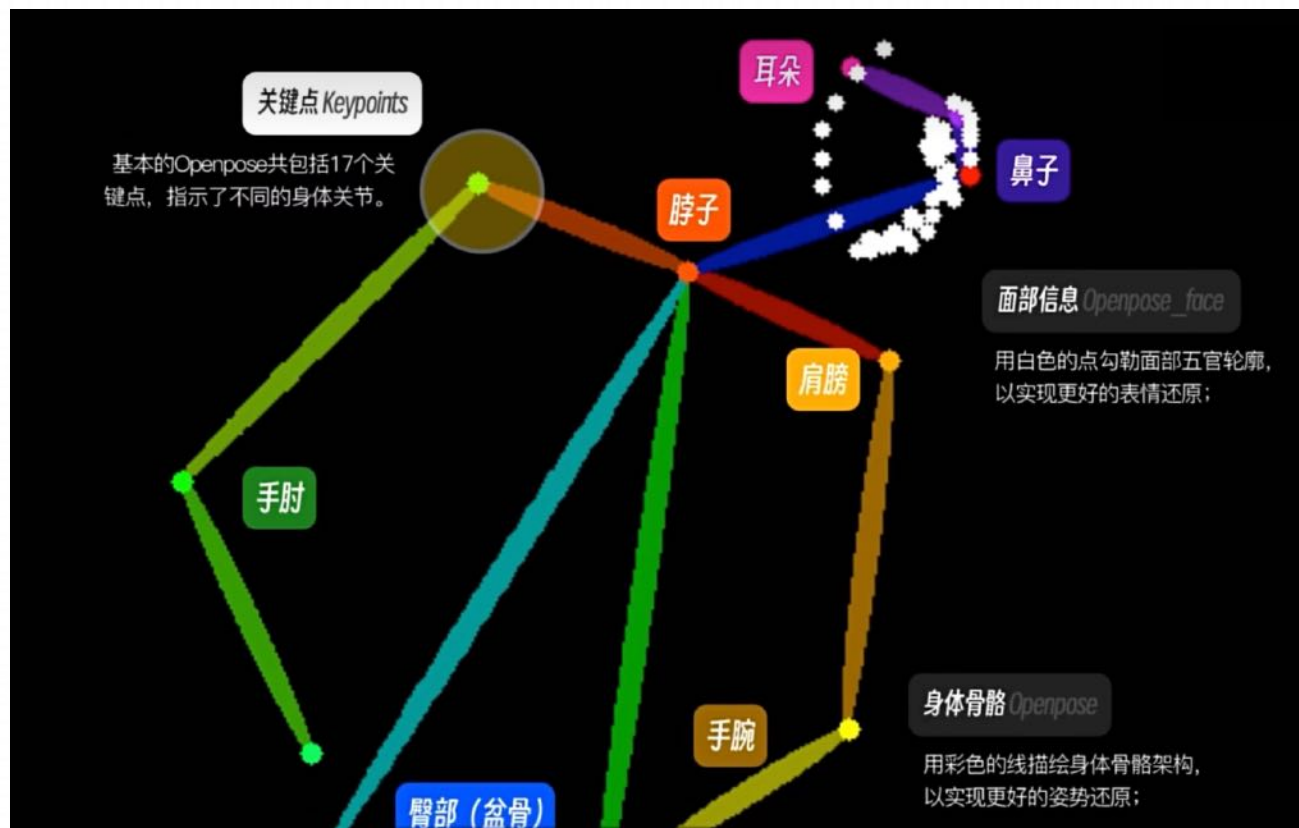 耳朵
关键点 Keypoints
基本的Openpose共包括17个关
键点，指示了不同的身体关节。
鼻子
脖子
面部信息 Openpose_face
用白色的点勾勒面部五官轮廓，
以实现更好的表情还原；
肩膀
手肘
身体骨骼 Openpose
手腕
用彩色的线描绘身体骨骼架构，
以实现更好的姿势还原；
臀部（盆骨）